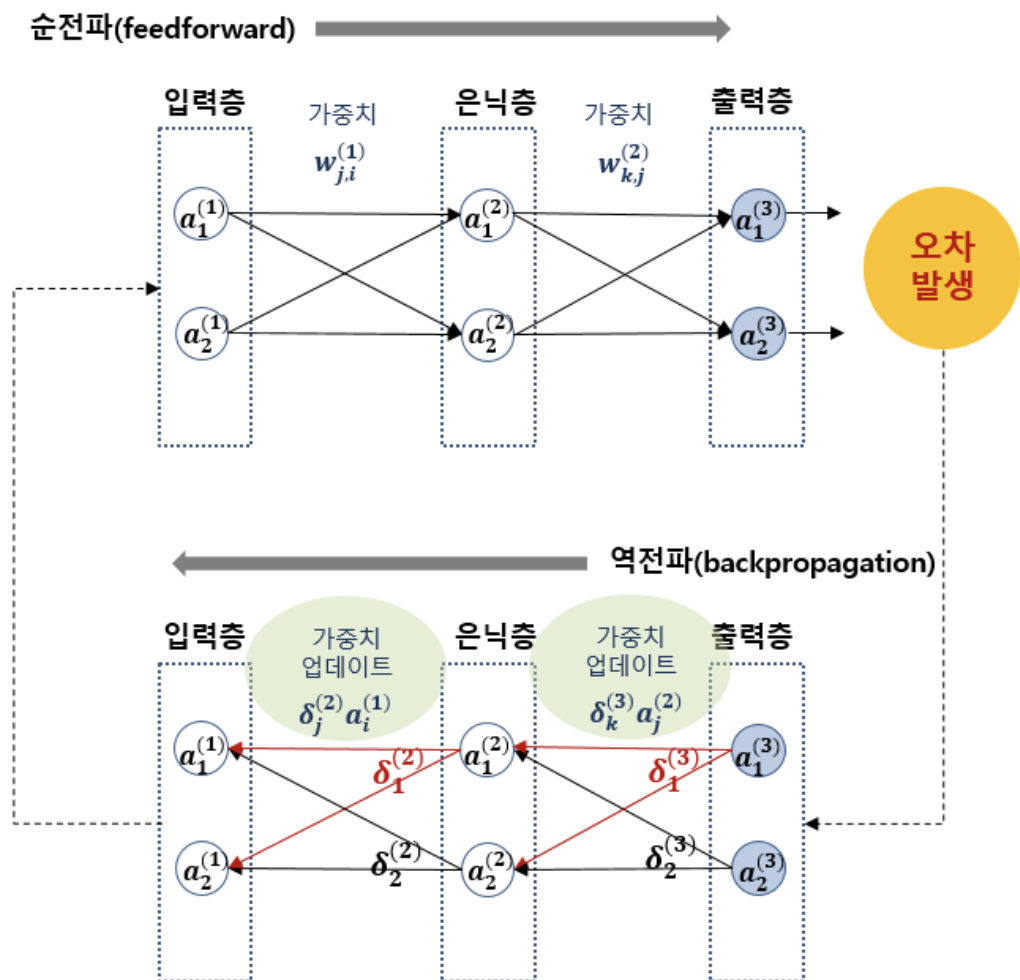 순전파(feedforward)
입력층 가중치 은닉층 가중치 출력층
w_{j,i}^{(1)} w_{k,j}^{(2)}
a_1^{(1)} a_1^{(2)} a_1^{(3)}
오차
발생
a_2^{(1)} a_2^{(2)} a_2^{(3)}
역전파(backpropagation)
입력층 가중치 은닉층 가중치 출력층
업데이트 업데이트
δ_j^{(2)} a_i^{(1)} δ_k^{(3)} a_j^{(2)}
a_1^{(1)} δ_1^{(2)} a_1^{(2)} δ_1^{(3)} a_1^{(3)}
a_2^{(1)} δ_2^{(2)} a_2^{(2)} δ_2^{(3)} a_2^{(3)}